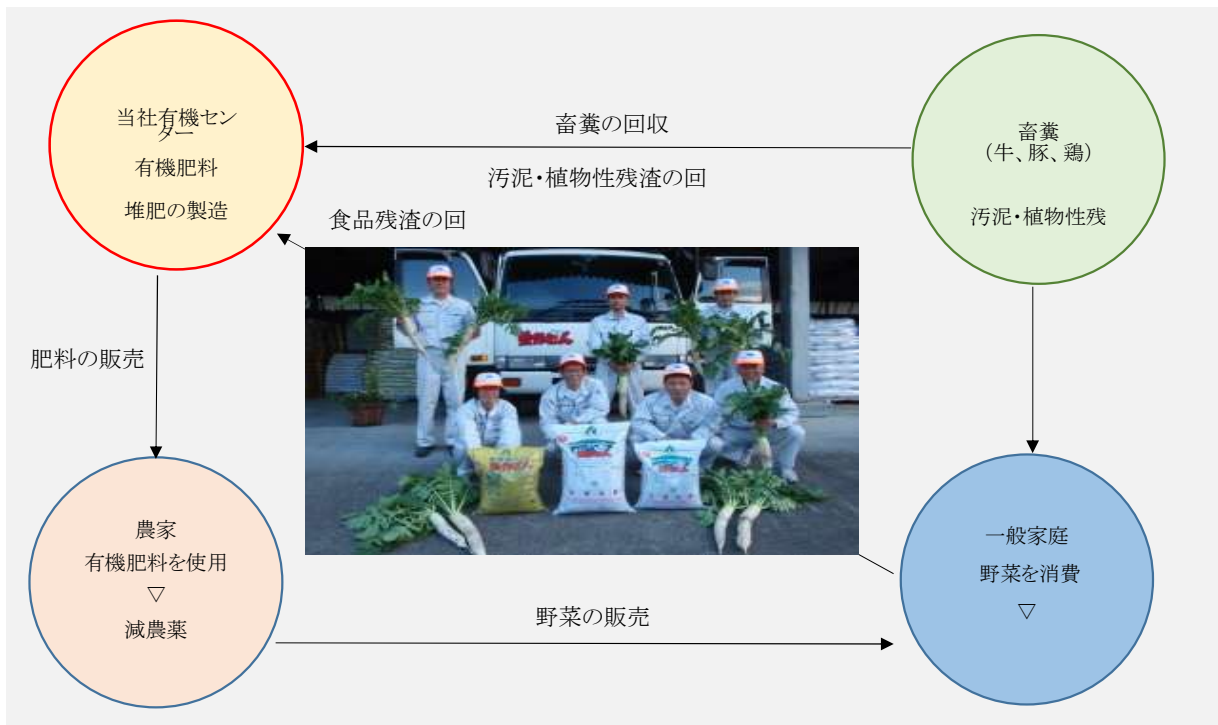 当社有機セン
ター
有機肥料
堆肥の製造
畜糞の回収
汚泥・植物性残渣の回
食品残渣の回
畜糞
（牛、豚、鶏）
汚泥・植物性残
肥料の販売
農家
有機肥料を使用
▽
減農薬
野菜の販売
一般家庭
野菜を消費
▽